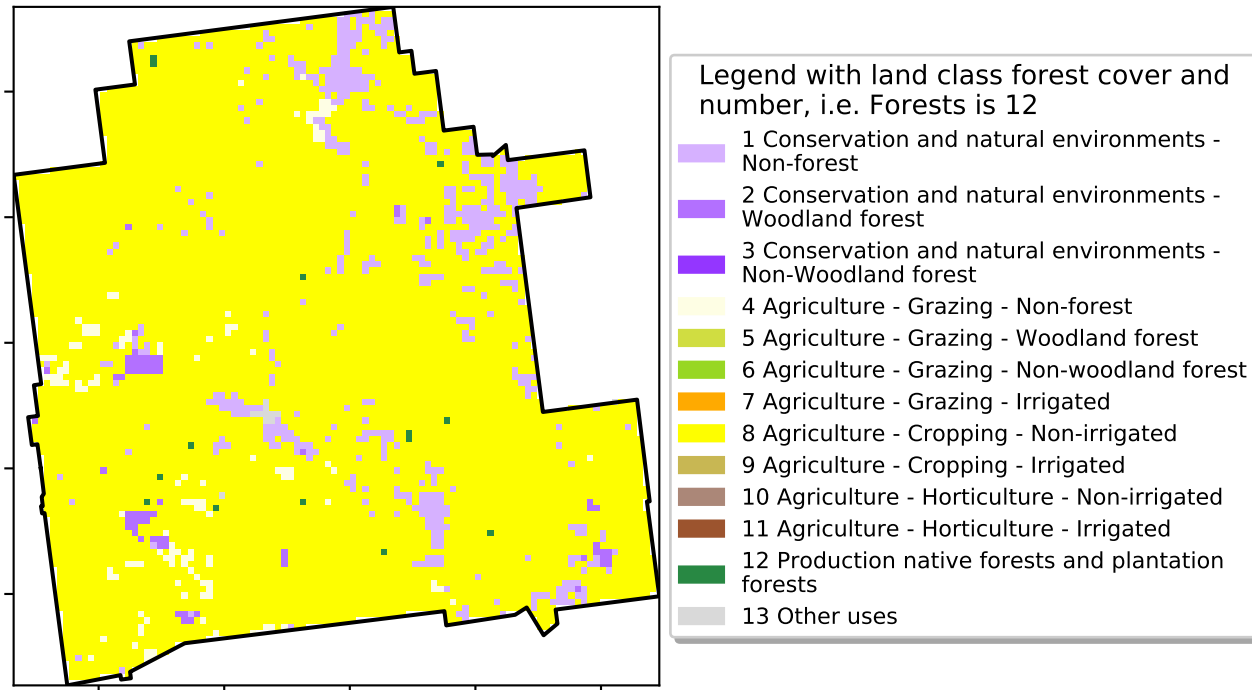 Legend with land class forest cover and
number, i.e. Forests is 12
1 Conservation and natural environments -
Non-forest
2 Conservation and natural environments -
Woodland forest
3 Conservation and natural environments -
Non-Woodland forest
4 Agriculture - Grazing - Non-forest
5 Agriculture - Grazing - Woodland forest
6 Agriculture - Grazing - Non-woodland forest
7 Agriculture - Grazing - Irrigated
8 Agriculture - Cropping - Non-irrigated
9 Agriculture - Cropping - Irrigated
10 Agriculture - Horticulture - Non-irrigated
11 Agriculture - Horticulture - Irrigated
12 Production native forests and plantation
forests
13 Other uses